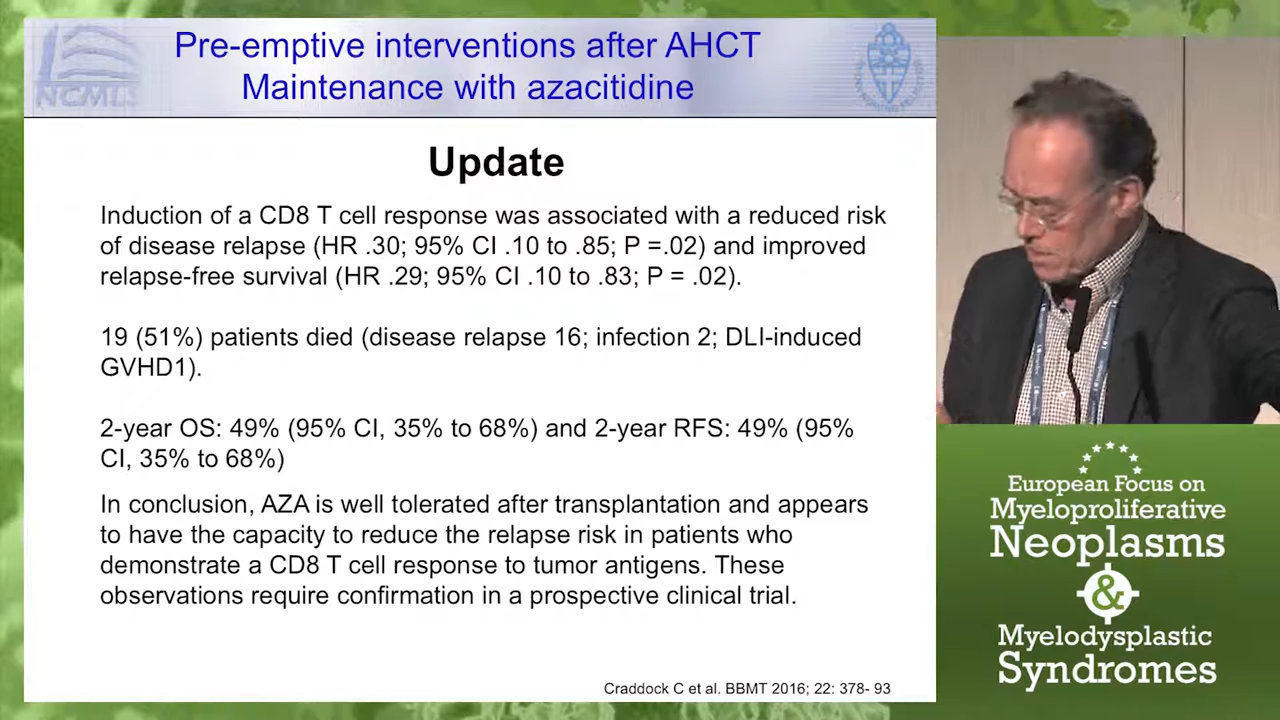 Pre-emptive interventions after AHCT
Maintenance with azacitidine
NCMLS
Update
Induction of a CD8 T cell response was associated with a reduced risk
of disease relapse (HR .30; 95% CI .10 to .85; P =.02) and improved
relapse-free survival (HR .29; 95% CI .10 to .83; P = .02).
19 (51%) patients died (disease relapse 16; infection 2; DLI-induced
GVHD1).
2-year OS: 49% (95% CI, 35% to 68%) and 2-year RFS: 49% (95%
CI, 35% to 68%)
In conclusion, AZA is well tolerated after transplantation and appears
to have the capacity to reduce the relapse risk in patients who
demonstrate a CD8 T cell response to tumor antigens. These
observations require confirmation in a prospective clinical trial.
Craddock C et al. BBMT 2016; 22: 378- 93
European Focus on
Myeloproliferative
Neoplasms
&
Myelodysplastic
Syndromes